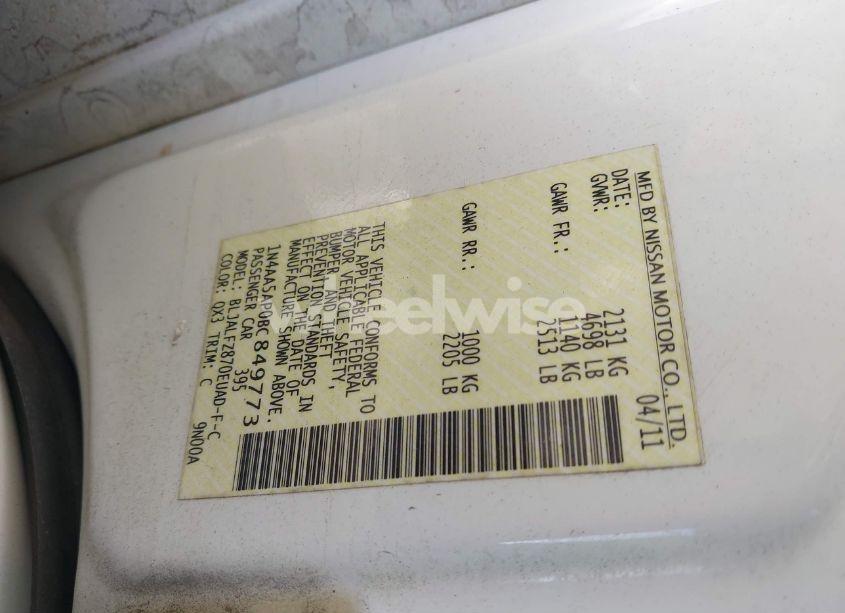 MFD BY NISSAN MOTOR CO., LTD.
DATE: 04/11
GVWR: 2131 KG
4698 LB
GAWR FR.: 1140 KG
2513 LB
GAWR RR.: 1000 KG
2205 LB
THIS VEHICLE CONFORMS TO
ALL APPLICABLE FEDERAL
MOTOR VEHICLE SAFETY,
BUMPER, AND THEFT
PREVENTION STANDARDS IN
EFFECT ON THE DATE OF
MANUFACTURE SHOWN ABOVE.
1N4AA5AP0BC849773
PASSENGER CAR 395
MODEL: BLJALFZ870EUAD-F-C
COLOR: QX3 TRIM: C 9N00A
wheelwise